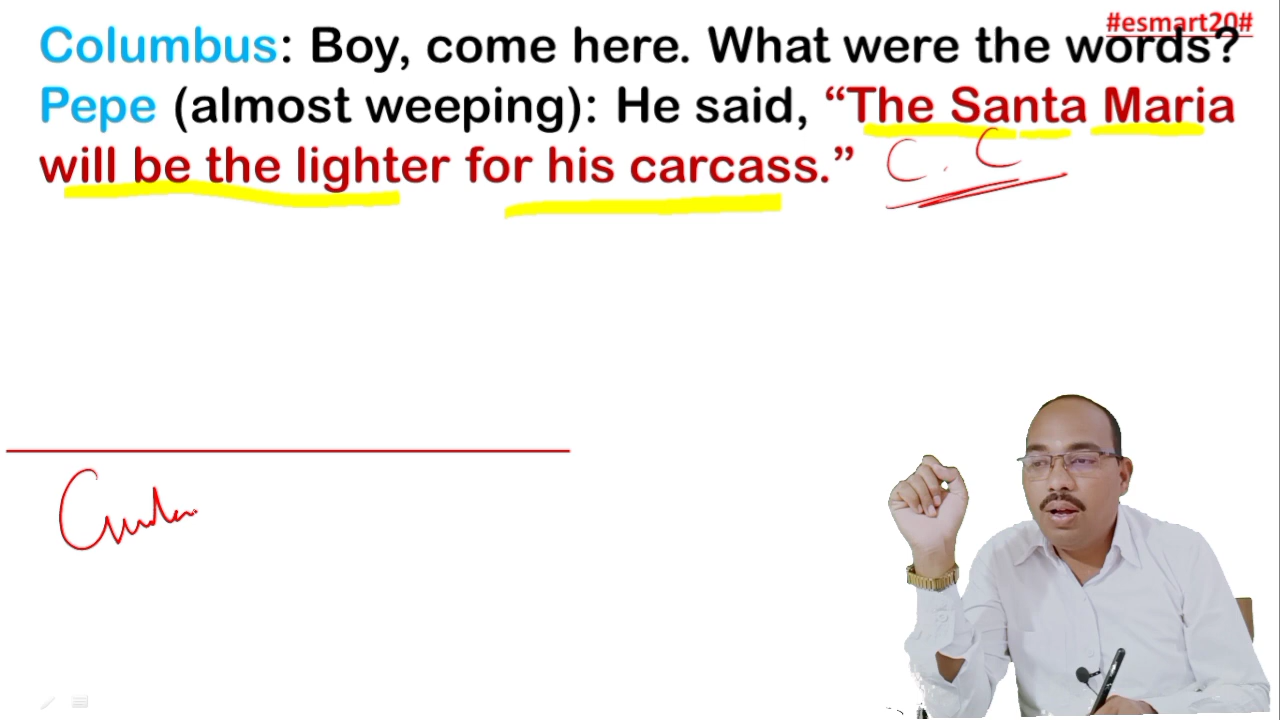 #esmart20#
Columbus: Boy, come here. What were the words?
Pepe (almost weeping): He said, “The Santa Maria
will be the lighter for his carcass.” C. C